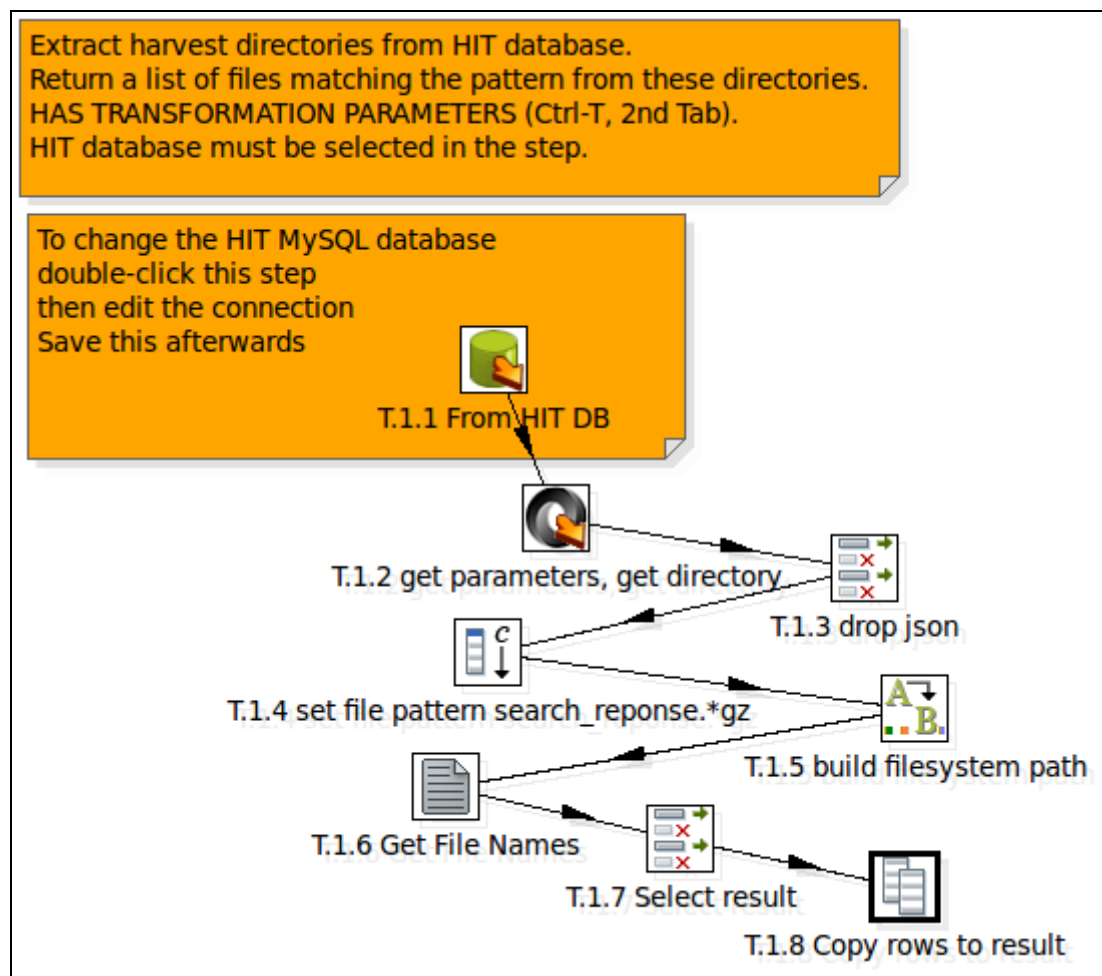 Extract harvest directories from HIT database.
Return a list of files matching the pattern from these directories.
HAS TRANSFORMATION PARAMETERS (Ctrl-T, 2nd Tab).
HIT database must be selected in the step.
To change the HIT MySQL database
double-click this step
then edit the connection
Save this afterwards
T.1.1 From HIT DB
T.1.2 get parameters, get directory
T.1.3 drop json
C
T.1.4 set file pattern search_reponse.*gz
A
B
T.1.5 build filesystem path
T.1.6 Get File Names
T.1.7 Select result
T.1.8 Copy rows to result